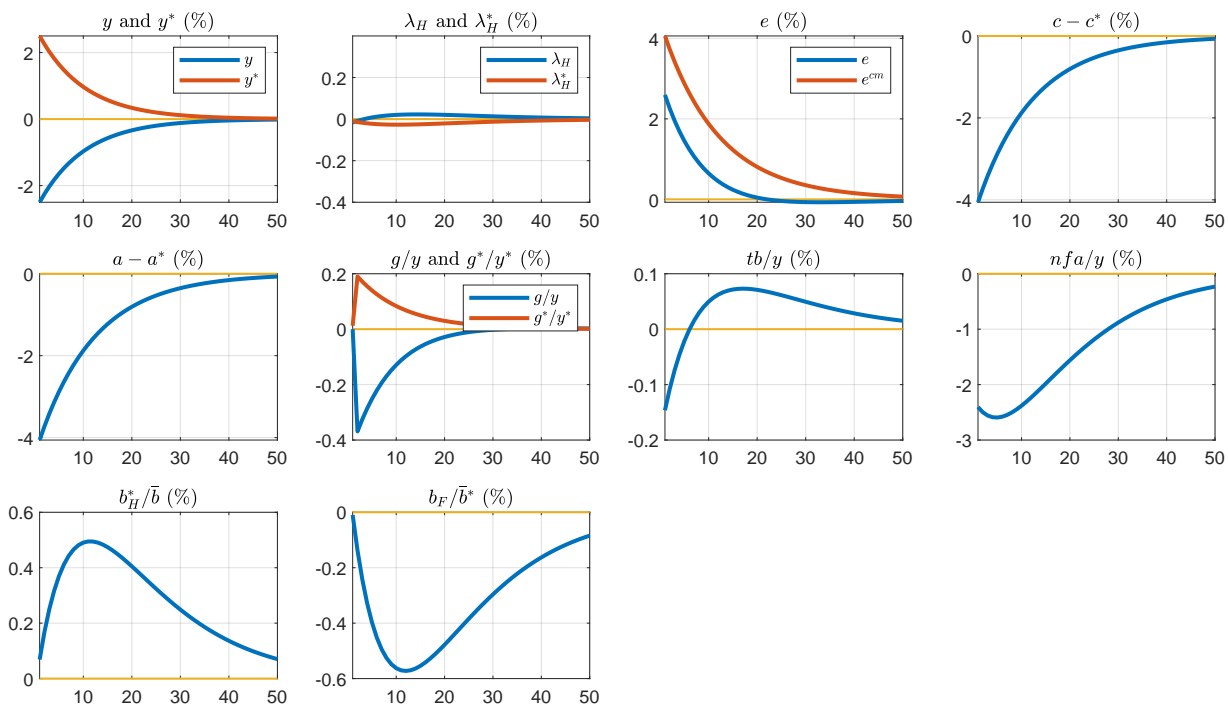 y and y* (%)
2
0
-2
10 20 30 40 50
y
y*
λ_H and λ*_H (%)
0.2
0
-0.2
-0.4
10 20 30 40 50
λ_H
λ*_H
e (%)
4
2
0
10 20 30 40 50
e
e^cm
c − c* (%)
0
-2
-4
10 20 30 40 50
a − a* (%)
0
-2
-4
10 20 30 40 50
g/y and g*/y* (%)
0.2
0
-0.2
-0.4
10 20 30 40 50
g/y
g*/y*
tb/y (%)
0.1
0
-0.1
-0.2
10 20 30 40 50
nfa/y (%)
0
-1
-2
-3
10 20 30 40 50
b*_H/b̄ (%)
0.6
0.4
0.2
0
10 20 30 40 50
b_F/b̄* (%)
0
-0.2
-0.4
-0.6
10 20 30 40 50